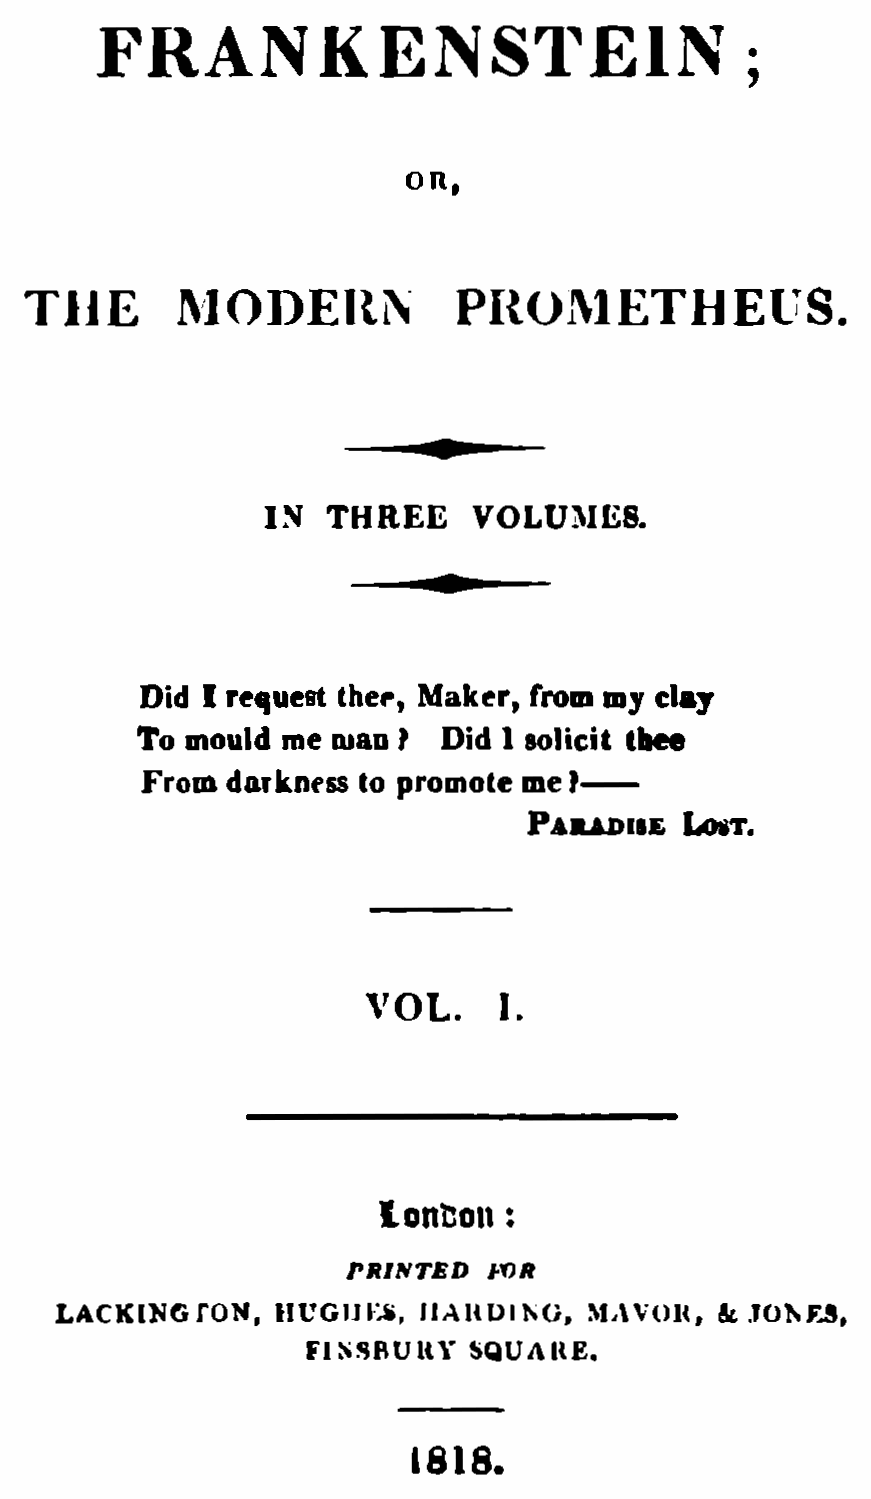 FRANKENSTEIN;
OR,
THE MODERN PROMETHEUS.
IN THREE VOLUMES.
Did I request thee, Maker, from my clay
To mould me man? Did I solicit thee
From darkness to promote me?——
PARADISE LOST.
VOL. I.
London:
PRINTED FOR
LACKINGTON, HUGHES, HARDING, MAVOR, & JONES,
FINSBURY SQUARE.
1818.